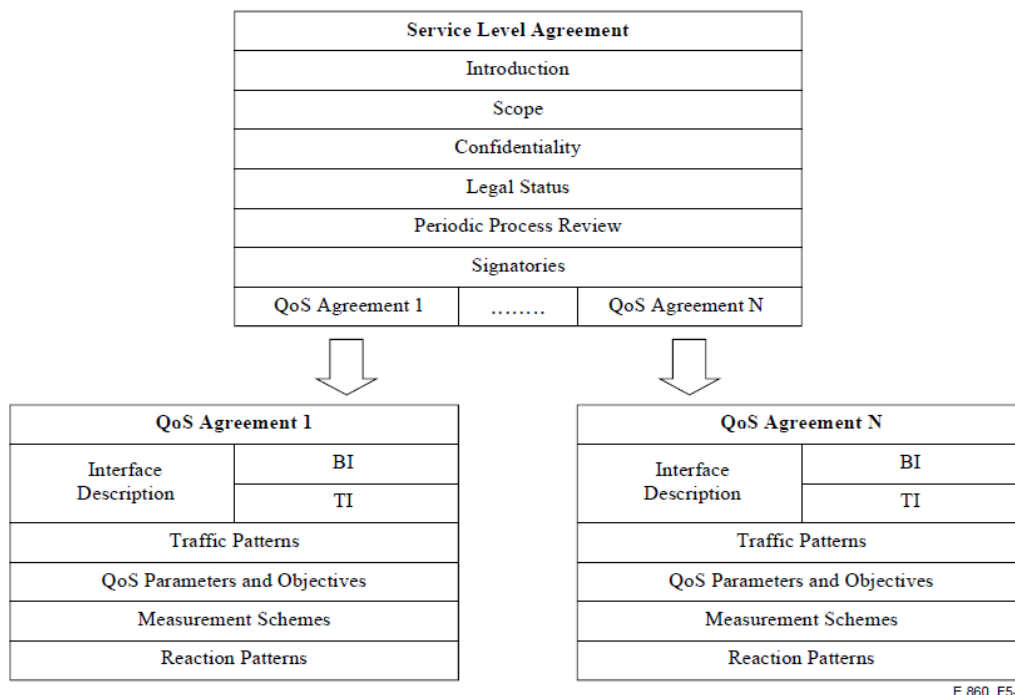 Service Level Agreement
Introduction
Scope
Confidentiality
Legal Status
Periodic Process Review
Signatories
QoS Agreement 1
........
QoS Agreement N
QoS Agreement 1
Interface
Description
BI
TI
Traffic Patterns
QoS Parameters and Objectives
Measurement Schemes
Reaction Patterns
QoS Agreement N
Interface
Description
BI
TI
Traffic Patterns
QoS Parameters and Objectives
Measurement Schemes
Reaction Patterns